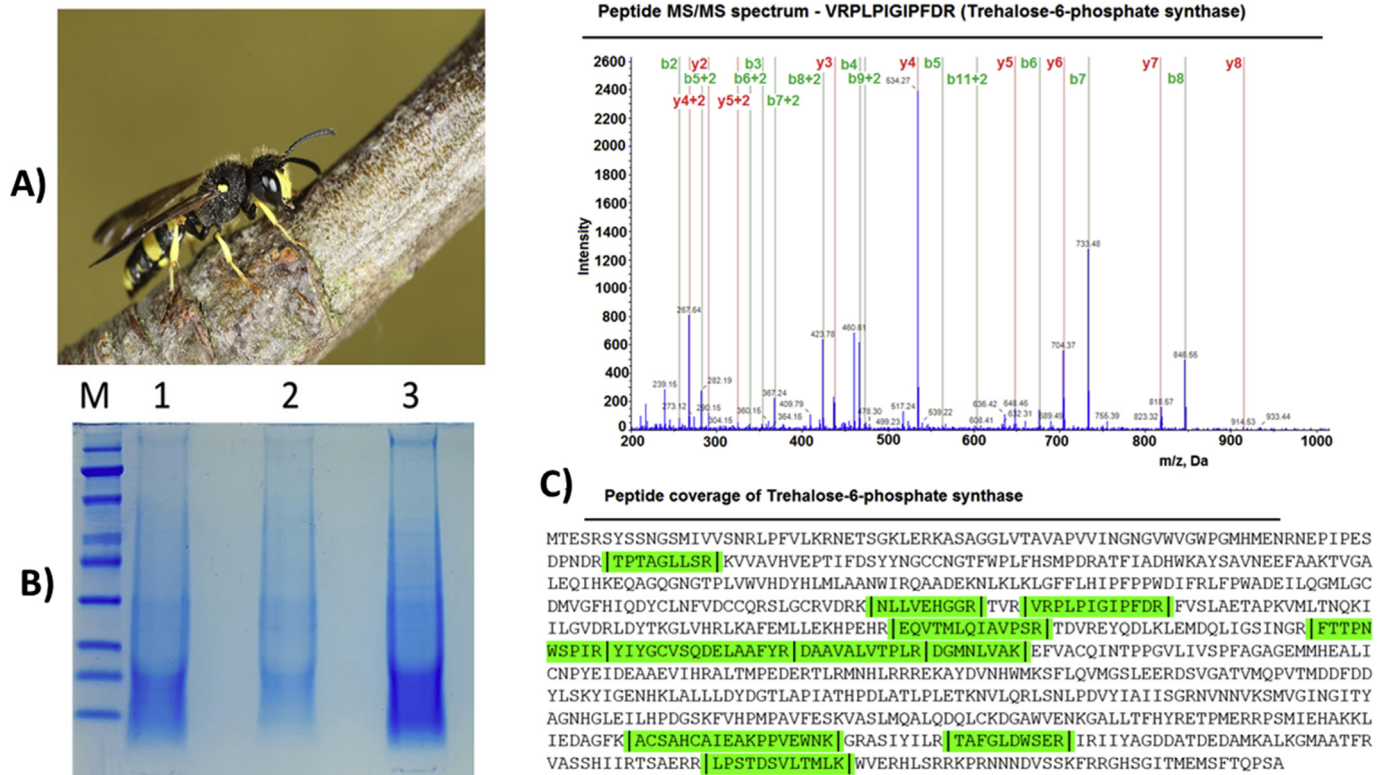 A)
M 1 2 3
B)
Peptide MS/MS spectrum - VRPLPIGIPFDR (Trehalose-6-phosphate synthase)
2600
2400
2200
2000
1800
1600
1400
1200
1000
800
600
400
200
0
Intensity
b2 y2 b3 y3 b4 y4 b5 y5 b6 y6 y7 y8
b5+2 b6+2 b8+2 b9+2 b11+2 b7 b8
y4+2 y5+2 b7+2
534.27
733.48
267.64
460.61
423.78
704.37
846.55
239.15
282.19
367.24
273.12
290.15
304.15
360.15
364.15
409.79
478.30
499.23
517.24
539.22
608.41
636.42
648.46
632.31
689.49
755.39
823.32
818.57
914.53
933.44
200 300 400 500 600 700 800 900 1000
m/z, Da
C)
Peptide coverage of Trehalose-6-phosphate synthase
MTESRSYSSNGSMIVVSNRLPFVLKRNETSGKLERKASAGGLVTAVAPVVINGNGVWVGWPGMHMENRNEPIPES
DPNDR|TPTAGLLSR|KVVAVHVEPTIFDSYYNGCCNGTFWPLFHSMPDRATFIADHWKAYSAVNEEFAAKTVGA
LEQIHKEQAGQGNGTPLVWVHDYHLMLAANWIRQAADEKNLKLKLGFFLHIPFPPWDIFRLFPWADEILQGMLGC
DMVGFHIQDYCLNFVDCCQRSLGCRVDRK|NLLVEHGGR|TVR|VRPLPIGIPFDR|FVSLAETAPKVMLTNQKI
ILGVDRLDYTKGLVHRLKAFEMLLEKHPEHR|EQVTMLQIAVPSR|TDVREYQDLKLEMDQLIGSINGR|FTTPN
WSPIR|YIYGCVSQDELAAFYR|DAAVALVTPLR|DGMNLVAK|EFVACQINTPPGVLIVSPFAGAGEMMHEALI
CNPYEIDEAAEVIHRALTMPEDERTLRMNHLRRREKAYDVNHWMKSFLQVMGSLEERDSVGATVMQPVTMDDFDD
YLSKYIGENHKLALLLDYDGTLAPIATHPDLATLPLETKNVLQRLSNLPDVYIAIISGRNVNNVKSMVGINGITY
AGNHGLEILHPDGSKFVHPMPAVFESKVASLMQALQDQLCKDGAWVENKGALLTFHYRETPMERRPSMIEHAKKL
IEDAGFK|ACSAHCAIEAKPPVEWNK|GRASIYILR|TAFGLDWSER|IRIIYAGDDATDEDAMKALKGMAATFR
VASSHIIRTSAERR|LPSTDSVLTMLK|WVERHLSRRKPRNNNDVSSKFRRGHSGITMEMSFTQPSA